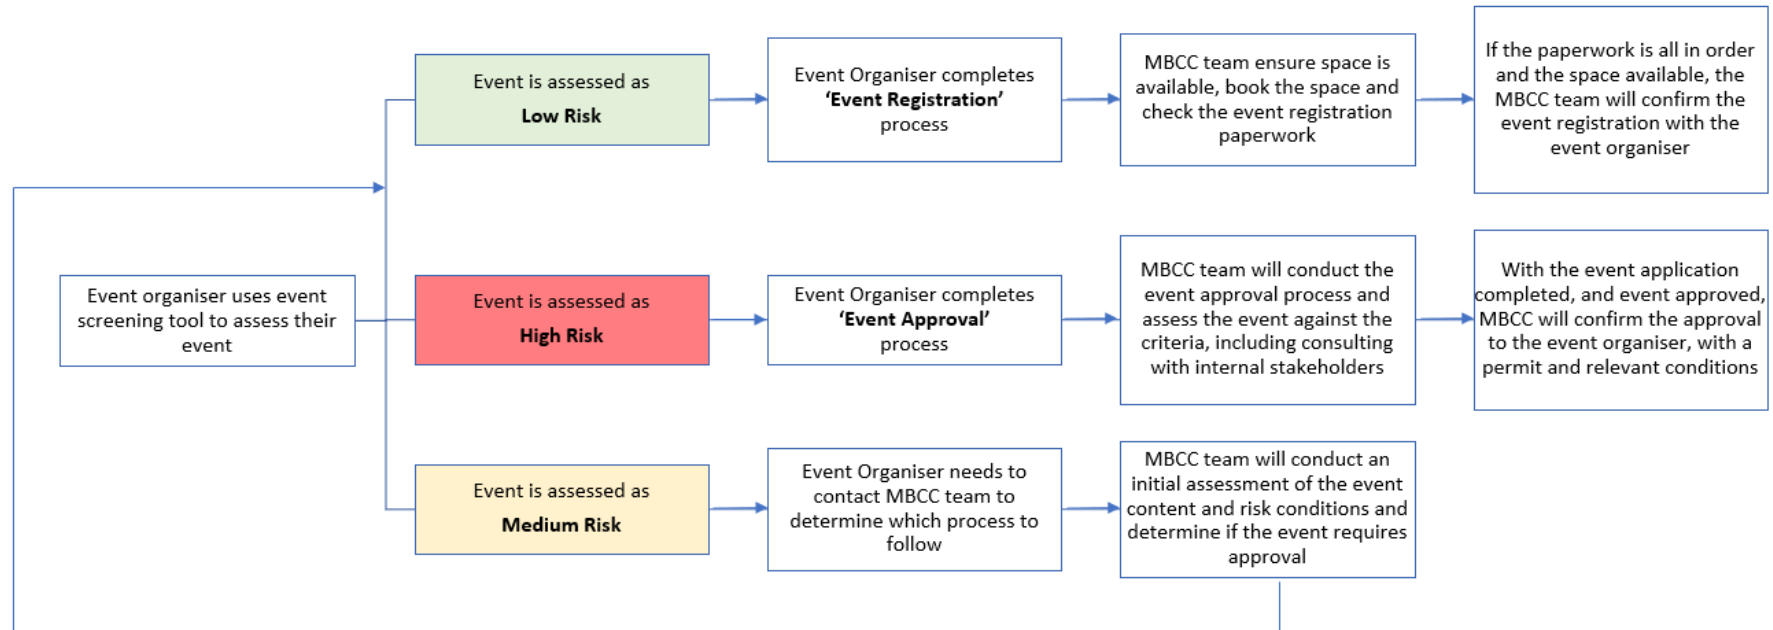 Event organiser uses event
screening tool to assess their
event
Event is assessed as
Low Risk
Event Organiser completes
‘Event Registration’
process
MBCC team ensure space is
available, book the space and
check the event registration
paperwork
If the paperwork is all in order
and the space available, the
MBCC team will confirm the
event registration with the
event organiser
Event is assessed as
High Risk
Event Organiser completes
‘Event Approval’
process
MBCC team will conduct the
event approval process and
assess the event against the
criteria, including consulting
with internal stakeholders
With the event application
completed, and event approved,
MBCC will confirm the approval
to the event organiser, with a
permit and relevant conditions
Event is assessed as
Medium Risk
Event Organiser needs to
contact MBCC team to
determine which process to
follow
MBCC team will conduct an
initial assessment of the event
content and risk conditions and
determine if the event requires
approval